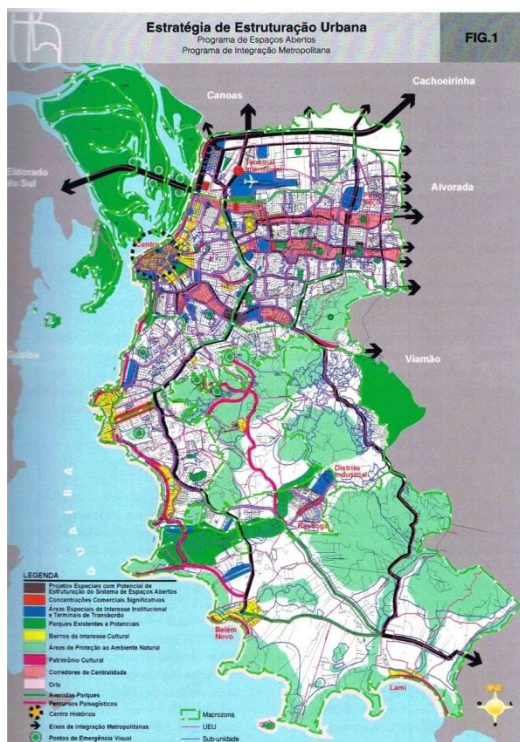 Estratégia de Estruturação Urbana
Programa de Espaços Abertos
Programa de Integração Metropolitana
FIG.1
Cachoeirinha
Canoas
Eldorado
do Sul
Alvorada
Centro
Guaíba
Viamão
Distrito
Industrial
Restinga
GUAÍBA
Belém
Novo
Lami
LEGENDA
Projetos Especiais com Potencial de
Estruturação do Sistema de Espaços Abertos
Concentrações Comerciais Significativas
Áreas Especiais de Interesse Institucional
e Terminais de Transbordo
Parques Existentes e Potenciais
Bairros de Interesse Cultural
Áreas de Proteção ao Ambiente Natural
Patrimônio Cultural
Corredores de Centralidade
Orla
Avenidas Parques
Percursos Paisagísticos
Centro Histórico
Eixos de Integração Metropolitanas
Pontos de Emergência Visual
Macrozona
UEU
Sub-unidade